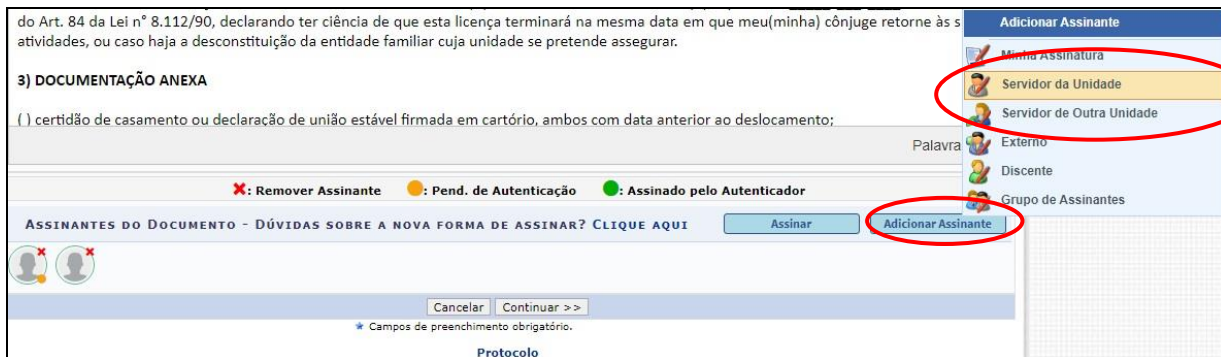 do Art. 84 da Lei n° 8.112/90, declarando ter ciência de que esta licença terminará na mesma data em que meu(minha) cônjuge retorne às s
atividades, ou caso haja a desconstituição da entidade familiar cuja unidade se pretende assegurar.
3) DOCUMENTAÇÃO ANEXA
( ) certidão de casamento ou declaração de união estável firmada em cartório, ambos com data anterior ao deslocamento;
Palavra
Adicionar Assinante
Minha Assinatura
Servidor da Unidade
Servidor de Outra Unidade
Externo
Discente
Grupo de Assinantes
: Remover Assinante : Pend. de Autenticação : Assinado pelo Autenticador
ASSINANTES DO DOCUMENTO - DÚVIDAS SOBRE A NOVA FORMA DE ASSINAR? CLIQUE AQUI Assinar Adicionar Assinante
Cancelar Continuar >>
Campos de preenchimento obrigatório.
Protocolo